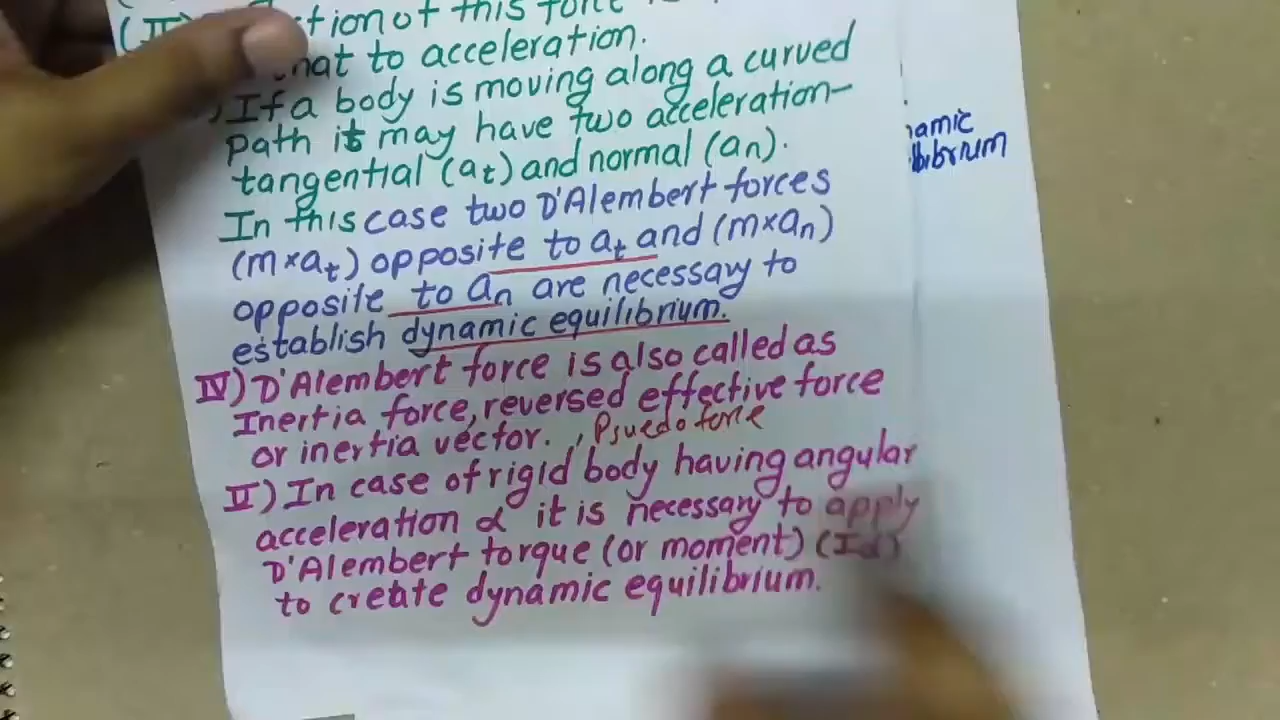 (II) ction of this force
hat to acceleration.
If a body is moving along a curved
Path it may have two acceleration-
tangential (at) and normal (an).
In this case two D'Alembert forces
(m×at) opposite to at and (m×an)
opposite to an are necessary to
establish dynamic equilibrium.
IV) D'Alembert force is also called as
Inertia force, reversed effective force
or inertia vector. , Psuedo force
V) In case of rigid body having angular
acceleration α it is necessary to apply
D'Alembert torque (or moment) (Iα)
to create dynamic equilibrium.
namic
librium